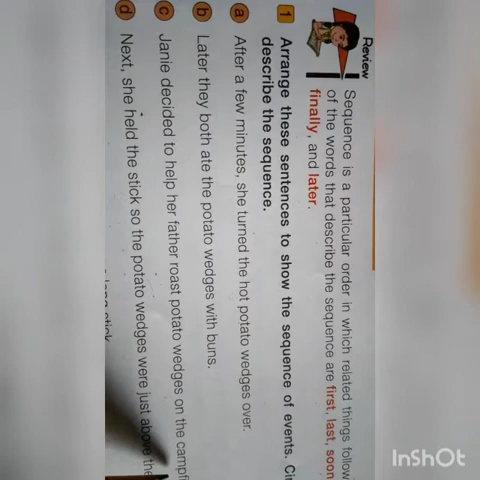 Review
Sequence is a particular order in which related things follow
of the words that describe the sequence are first, last, soon
finally, and later.
1 Arrange these sentences to show the sequence of events.
describe the sequence.
a After a few minutes, she turned the hot potato wedges over.
b Later they both ate the potato wedges with buns.
c Janie decided to help her father roast potato wedges on the
d Next, she held the stick so the potato wedges were just above the
InShOt